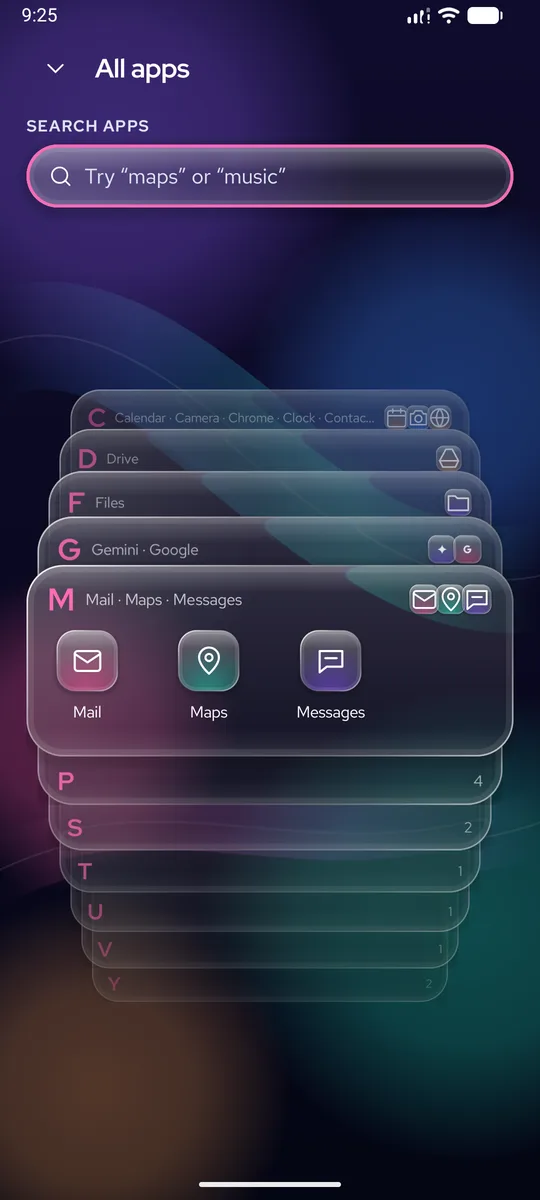 9:25
All apps
SEARCH APPS
Try “maps” or “music”
C Calendar · Camera · Chrome · Clock · Contac...
D Drive
F Files
G Gemini · Google G
M Mail · Maps · Messages
Mail Maps Messages
P 4
S 2
T 1
U 1
V 1
Y 2